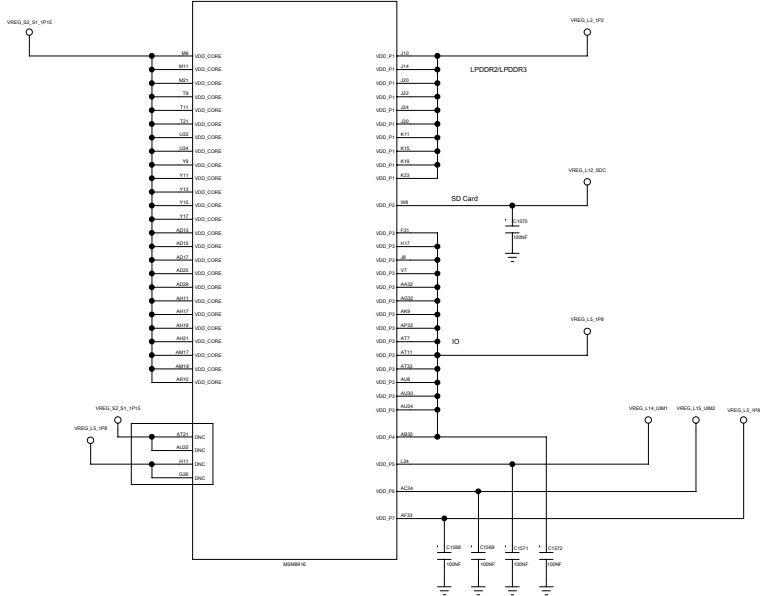 VREG_S2_S1_1P15
VREG_L2_1P2
M9 VDD_CORE VDD_P1 J10
M11 VDD_CORE VDD_P1 J14
LPDDR2/LPDDR3
M21 VDD_CORE VDD_P1 J20
T9 VDD_CORE VDD_P1 J22
T11 VDD_CORE VDD_P1 J24
T21 VDD_CORE VDD_P1 J30
U22 VDD_CORE VDD_P1 K11
U24 VDD_CORE VDD_P1 K15
Y9 VDD_CORE VDD_P1 K19
Y11 VDD_CORE VDD_P1 K23
VREG_L12_SDC
Y13 VDD_CORE
SD Card
Y15 VDD_CORE VDD_P2 W8
Y17 VDD_CORE
C1570
100NF
AD13 VDD_CORE VDD_P3 F31
AD15 VDD_CORE VDD_P3 H17
AD17 VDD_CORE VDD_P3 J8
AD25 VDD_CORE VDD_P3 V7
AD29 VDD_CORE VDD_P3 AA32
AH11 VDD_CORE VDD_P3 AG32
AH17 VDD_CORE VDD_P3 AK9
VREG_L5_1P8
AH19 VDD_CORE VDD_P3 AP33
AH21 VDD_CORE VDD_P3 AT7
IO
AM17 VDD_CORE VDD_P3 AT11
AM19 VDD_CORE VDD_P3 AT33
AR10 VDD_CORE VDD_P3 AU8
VDD_P3 AU30
VREG_S2_S1_1P15
VDD_P3 AU34
VREG_L14_UIM1 VREG_L15_UIM2 VREG_L5_1P8
VREG_L5_1P8
AT21 DNC VDD_P4 AB35
AU20 DNC
H11 DNC VDD_P5 L34
G36 DNC
VDD_P6 AC34
VDD_P7 AF33
C1568 C1569 C1571 C1572
100NF 100NF 100NF 100NF
MSM8916